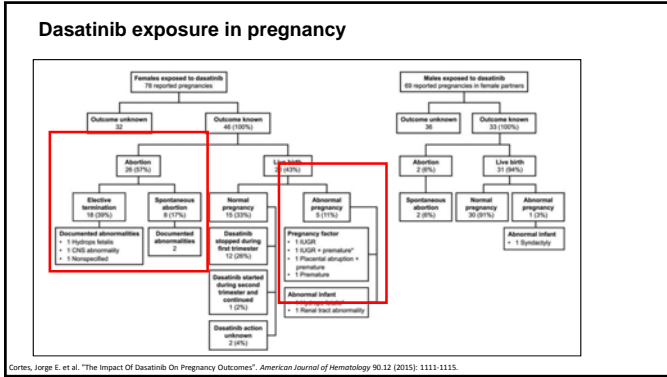 Dasatinib exposure in pregnancy
Females exposed to dasatinib
78 reported pregnancies
Outcome unknown
32
Outcome known
46 (100%)
Abortion
26 (57%)
Live birth
20 (43%)
Elective
termination
18 (39%)
Spontaneous
abortion
8 (17%)
Normal
pregnancy
15 (33%)
Abnormal
pregnancy
5 (11%)
Documented abnormalities
• 1 Hydrops fetalis
• 1 CNS abnormality
• 1 Nonspecified
Documented
abnormalities
2
Dasatinib
stopped during
first trimester
12 (26%)
Dasatinib started
during second
trimester and
continued
1 (2%)
Dasatinib action
unknown
2 (4%)
Pregnancy factor
• 1 IUGR
• 1 IUGR + premature*
• 1 Placental abruption +
premature
• 1 Premature
Abnormal infant
• 1 Hydrops fetalis*
• 1 Renal tract abnormality
Males exposed to dasatinib
69 reported pregnancies in female partners
Outcome unknown
36
Outcome known
33 (100%)
Abortion
2 (6%)
Live birth
31 (94%)
Spontaneous
abortion
2 (6%)
Normal
pregnancy
30 (91%)
Abnormal
pregnancy
1 (3%)
Abnormal infant
• 1 Syndactyly
Cortes, Jorge E. et al. "The Impact Of Dasatinib On Pregnancy Outcomes". American Journal of Hematology 90.12 (2015): 1111-1115.